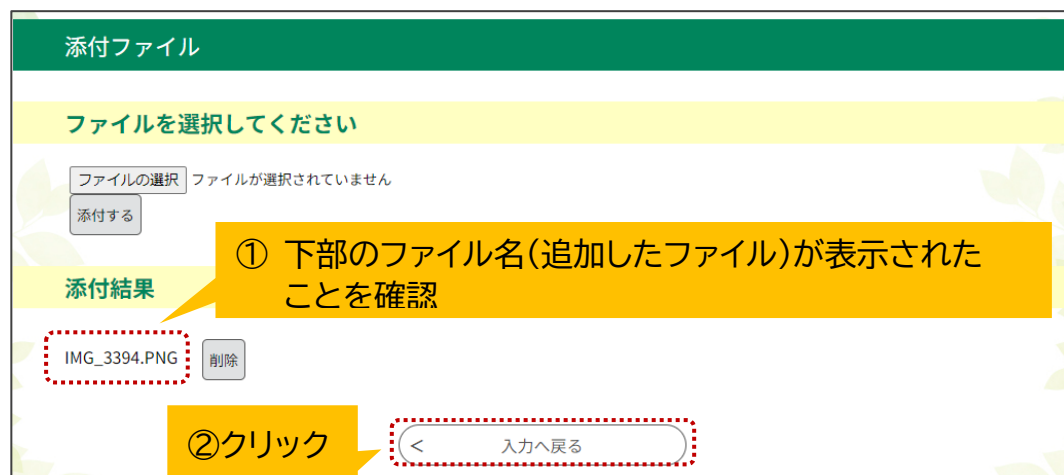 添付ファイル
ファイルを選択してください
ファイルの選択 ファイルが選択されていません
添付する
① 下部のファイル名(追加したファイル)が表示された
ことを確認
添付結果
IMG_3394.PNG 削除
②クリック
< 入力へ戻る